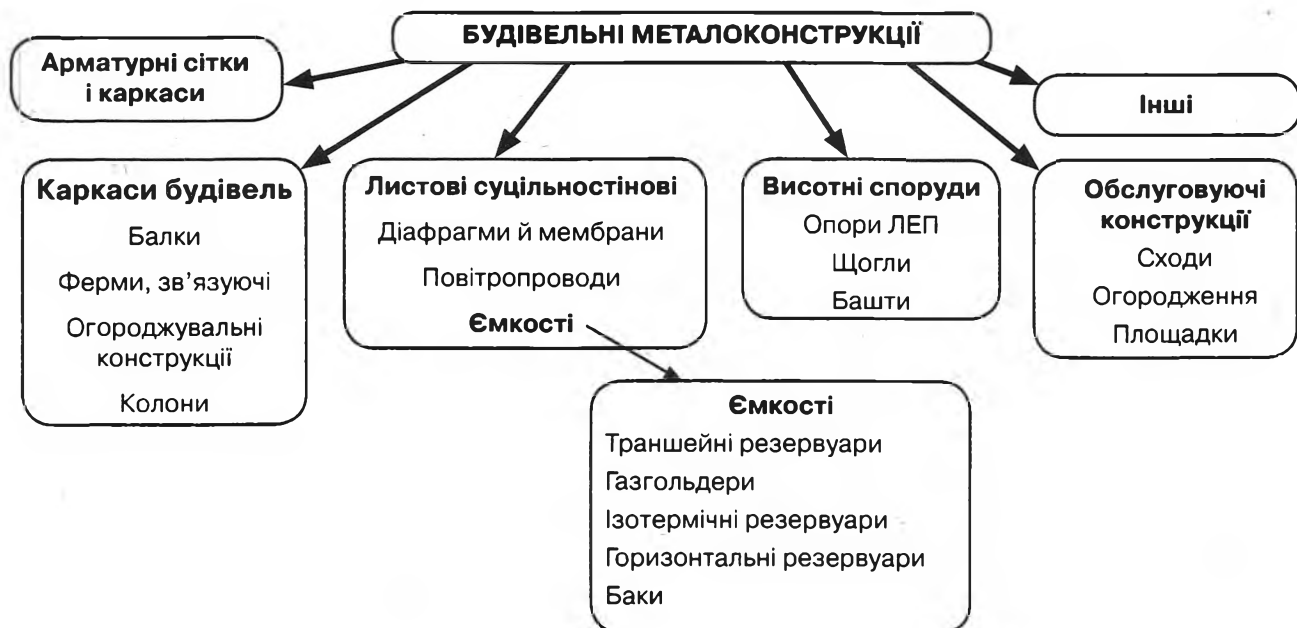 БУДІВЕЛЬНІ МЕТАЛОКОНСТРУКЦІЇ
Арматурні сітки
і каркаси
Інші
Каркаси будівель
Балки
Ферми, зв'язуючі
Огороджувальні
конструкції
Колони
Листові суцільностінові
Діафрагми й мембрани
Повітропроводи
Ємкості
Висотні споруди
Опори ЛЕП
Щогли
Башти
Обслуговуючі
конструкції
Сходи
Огородження
Площадки
Ємкості
Траншейні резервуари
Газгольдери
Ізотермічні резервуари
Горизонтальні резервуари
Баки